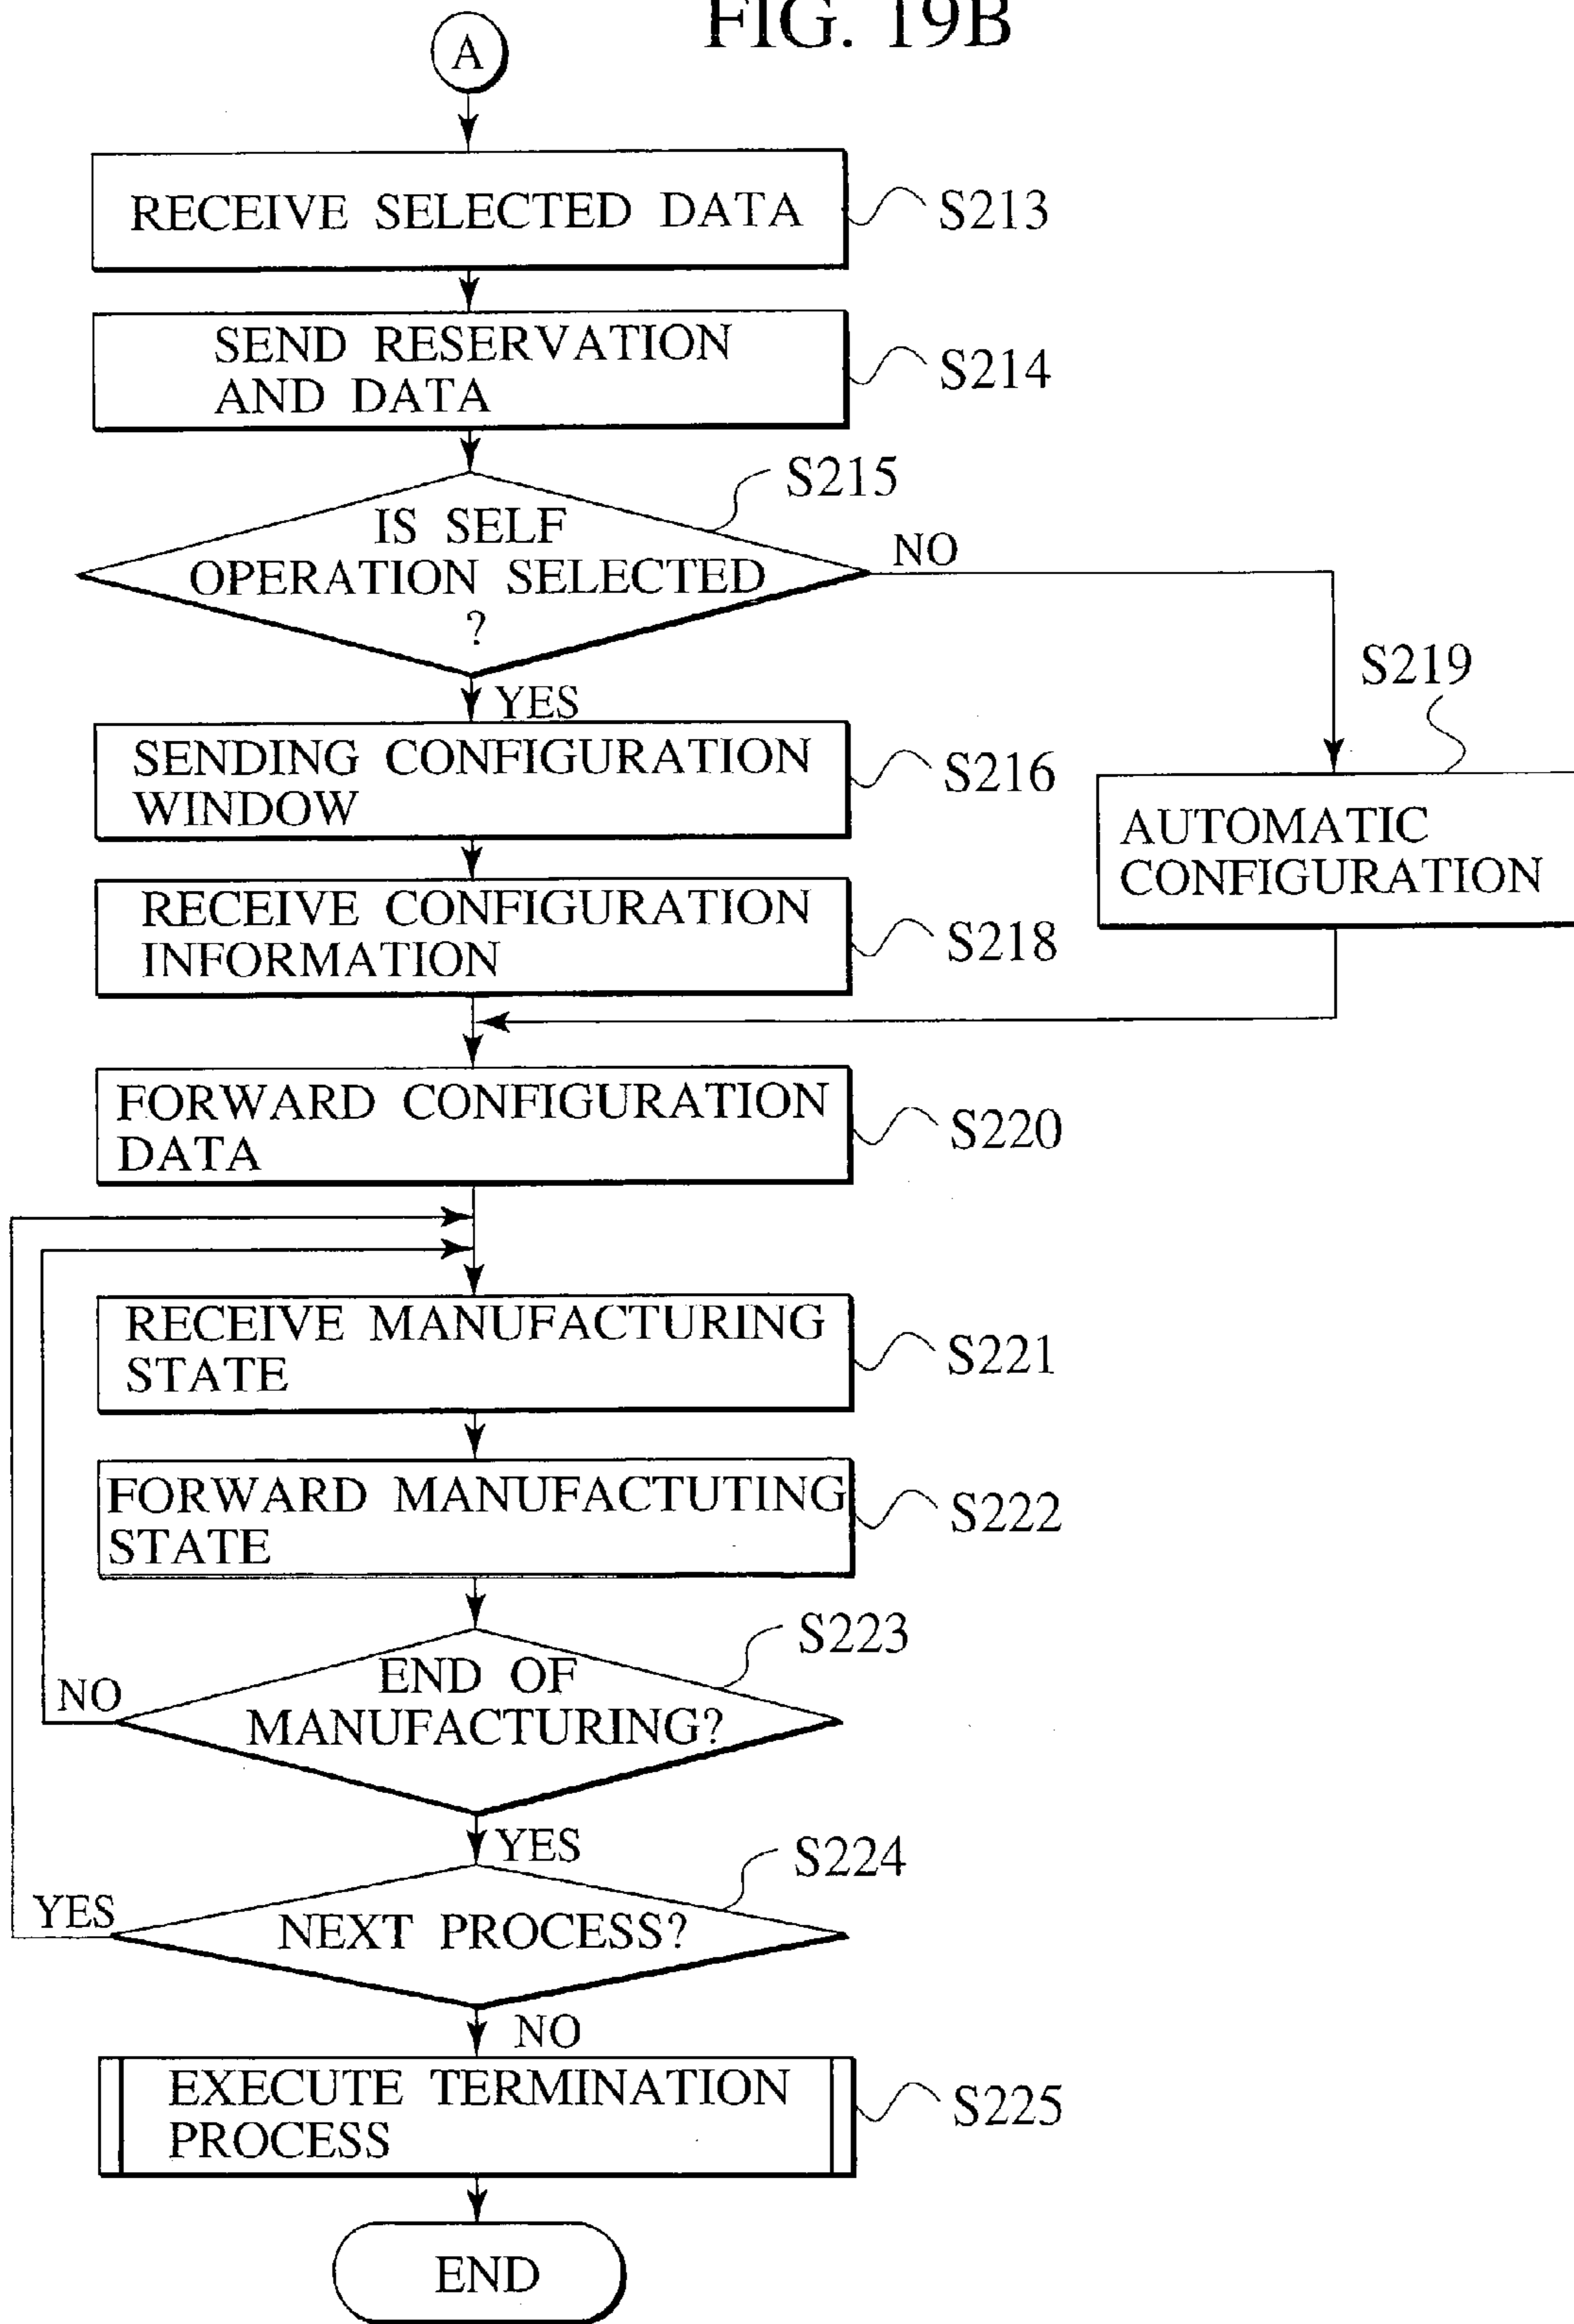 FIG. 19B
A
RECEIVE SELECTED DATA
S213
SEND RESERVATION
AND DATA
S214
S215
IS SELF
OPERATION SELECTED
?
NO
YES
S219
SENDING CONFIGURATION
WINDOW
S216
AUTOMATIC
CONFIGURATION
RECEIVE CONFIGURATION
INFORMATION
S218
FORWARD CONFIGURATION
DATA
S220
RECEIVE MANUFACTURING
STATE
S221
FORWARD MANUFACTUTING
STATE
S222
S223
END OF
MANUFACTURING?
NO
YES
S224
NEXT PROCESS?
YES
NO
EXECUTE TERMINATION
PROCESS
S225
END